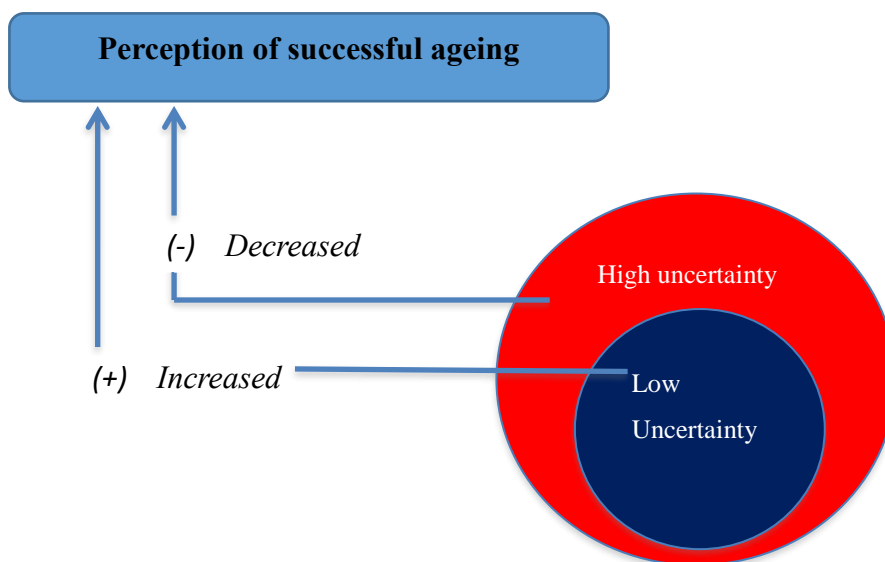 Perception of successful ageing
(-) Decreased
High uncertainty
(+) Increased
Low
Uncertainty